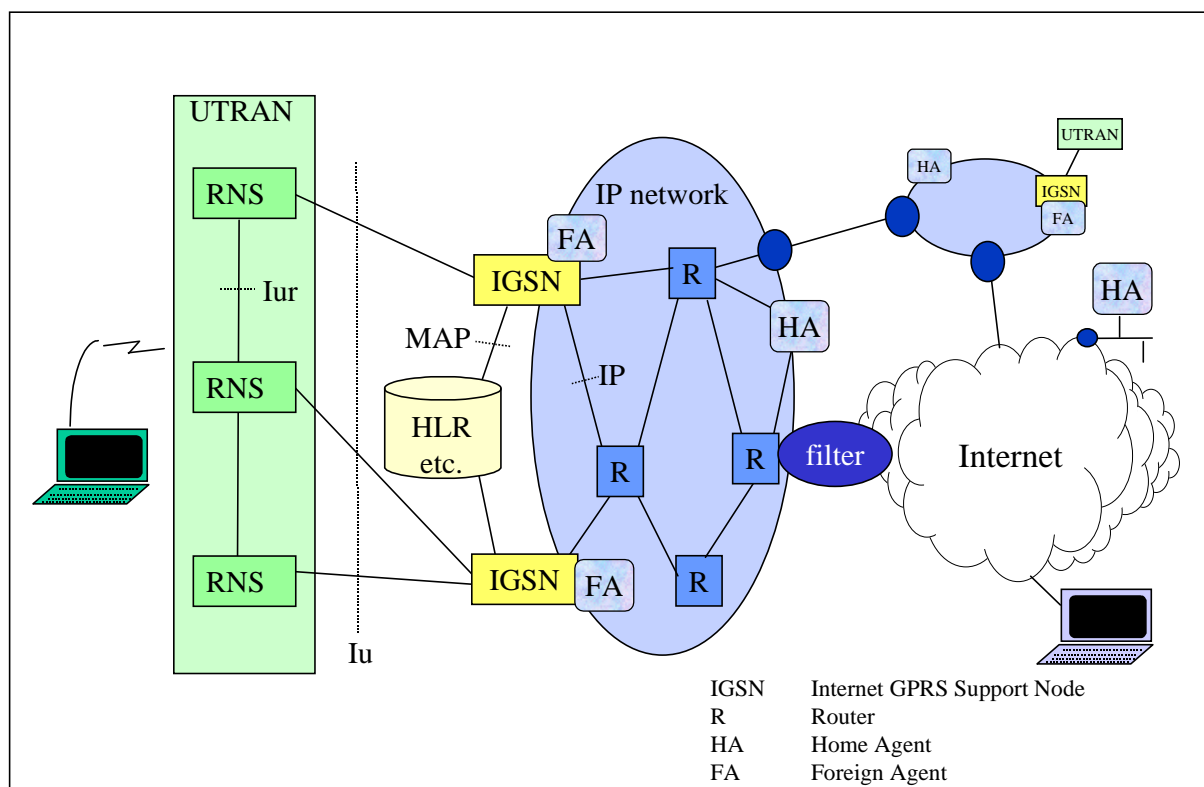 UTRAN
RNS
Iur
RNS
RNS
Iu
MAP
HLR
etc.
IGSN
FA
IGSN
FA
IP network
R
IP
HA
R
R
R
filter
HA
UTRAN
IGSN
FA
HA
Internet
IGSN Internet GPRS Support Node
R Router
HA Home Agent
FA Foreign Agent